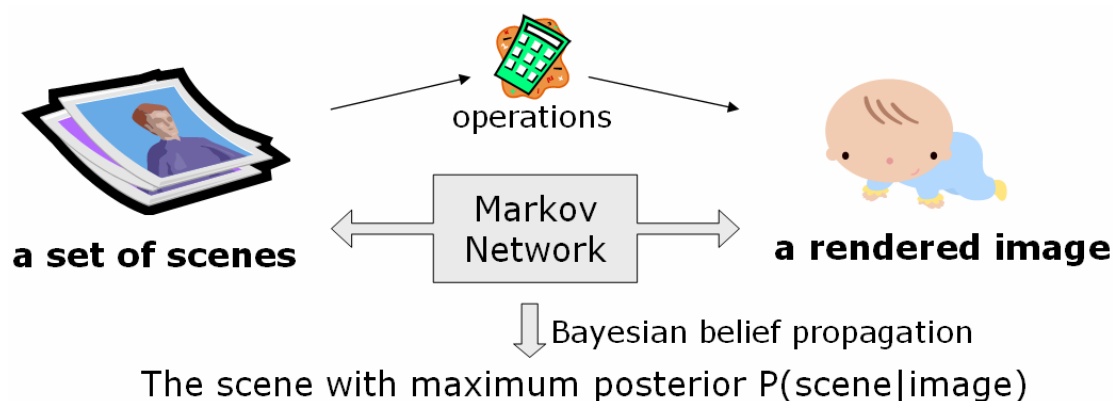 operations
a set of scenes
Markov
Network
a rendered image
Bayesian belief propagation
The scene with maximum posterior P(scene|image)